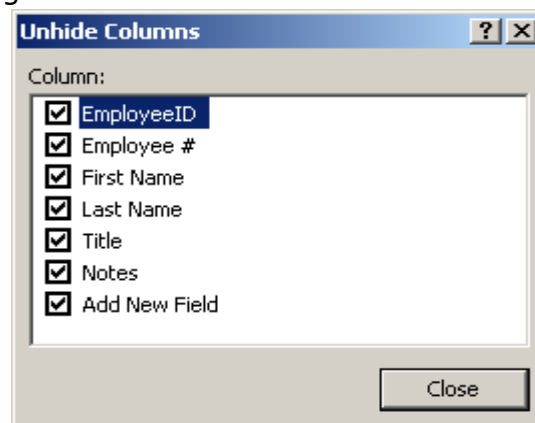 Unhide Columns
Column:
EmployeeID
Employee #
First Name
Last Name
Title
Notes
Add New Field
Close